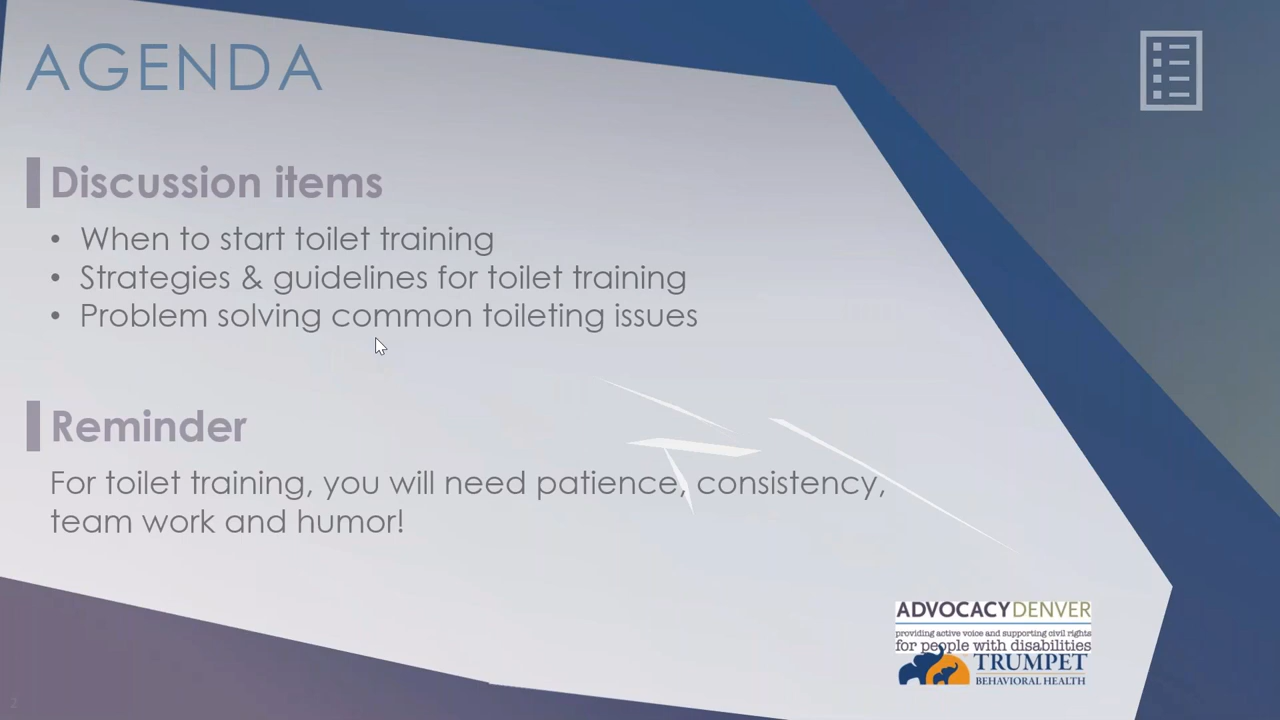 AGENDA
Discussion items
• When to start toilet training
• Strategies & guidelines for toilet training
• Problem solving common toileting issues
Reminder
For toilet training, you will need patience, consistency,
team work and humor!
ADVOCACYDENVER
providing active voice and supporting civil rights
for people with disabilities
TRUMPET
BEHAVIORAL HEALTH
2